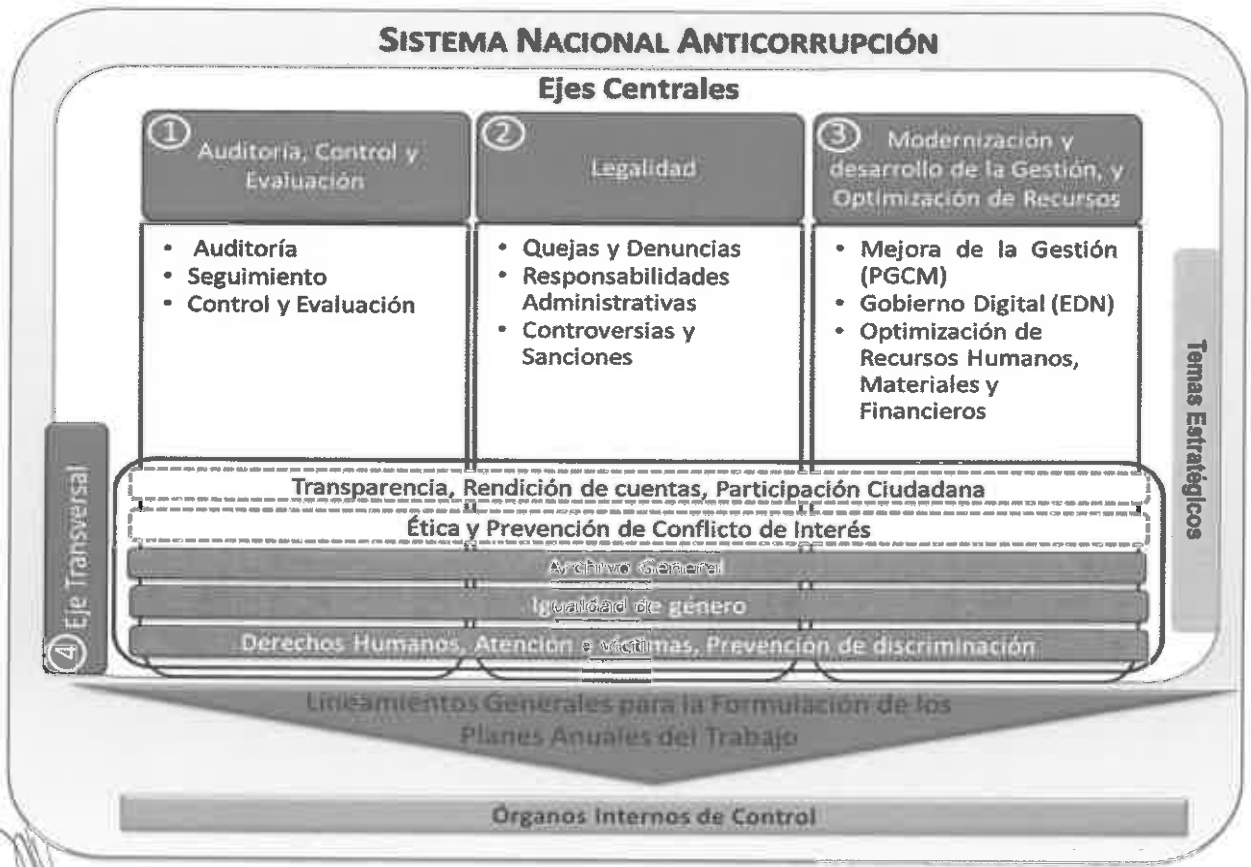 SISTEMA NACIONAL ANTICORRUPCIÓN
Ejes Centrales
1
Auditoría, Control y
Evaluación
• Auditoría
• Seguimiento
• Control y Evaluación
2
Legalidad
• Quejas y Denuncias
• Responsabilidades
Administrativas
• Controversias y
Sanciones
3
Modernización y
desarrollo de la Gestión, y
Optimización de Recursos
• Mejora de la Gestión
(PGCM)
• Gobierno Digital (EDN)
• Optimización de
Recursos Humanos,
Materiales y
Financieros
Temas Estratégicos
4 Eje Transversal
Transparencia, Rendición de cuentas, Participación Ciudadana
Ética y Prevención de Conflicto de Interés
Archivo General
Igualdad de género
Derechos Humanos, Atención a víctimas, Prevención de discriminación
Lineamientos Generales para la Formulación de los
Planes Anuales del Trabajo
Órganos Internos de Control